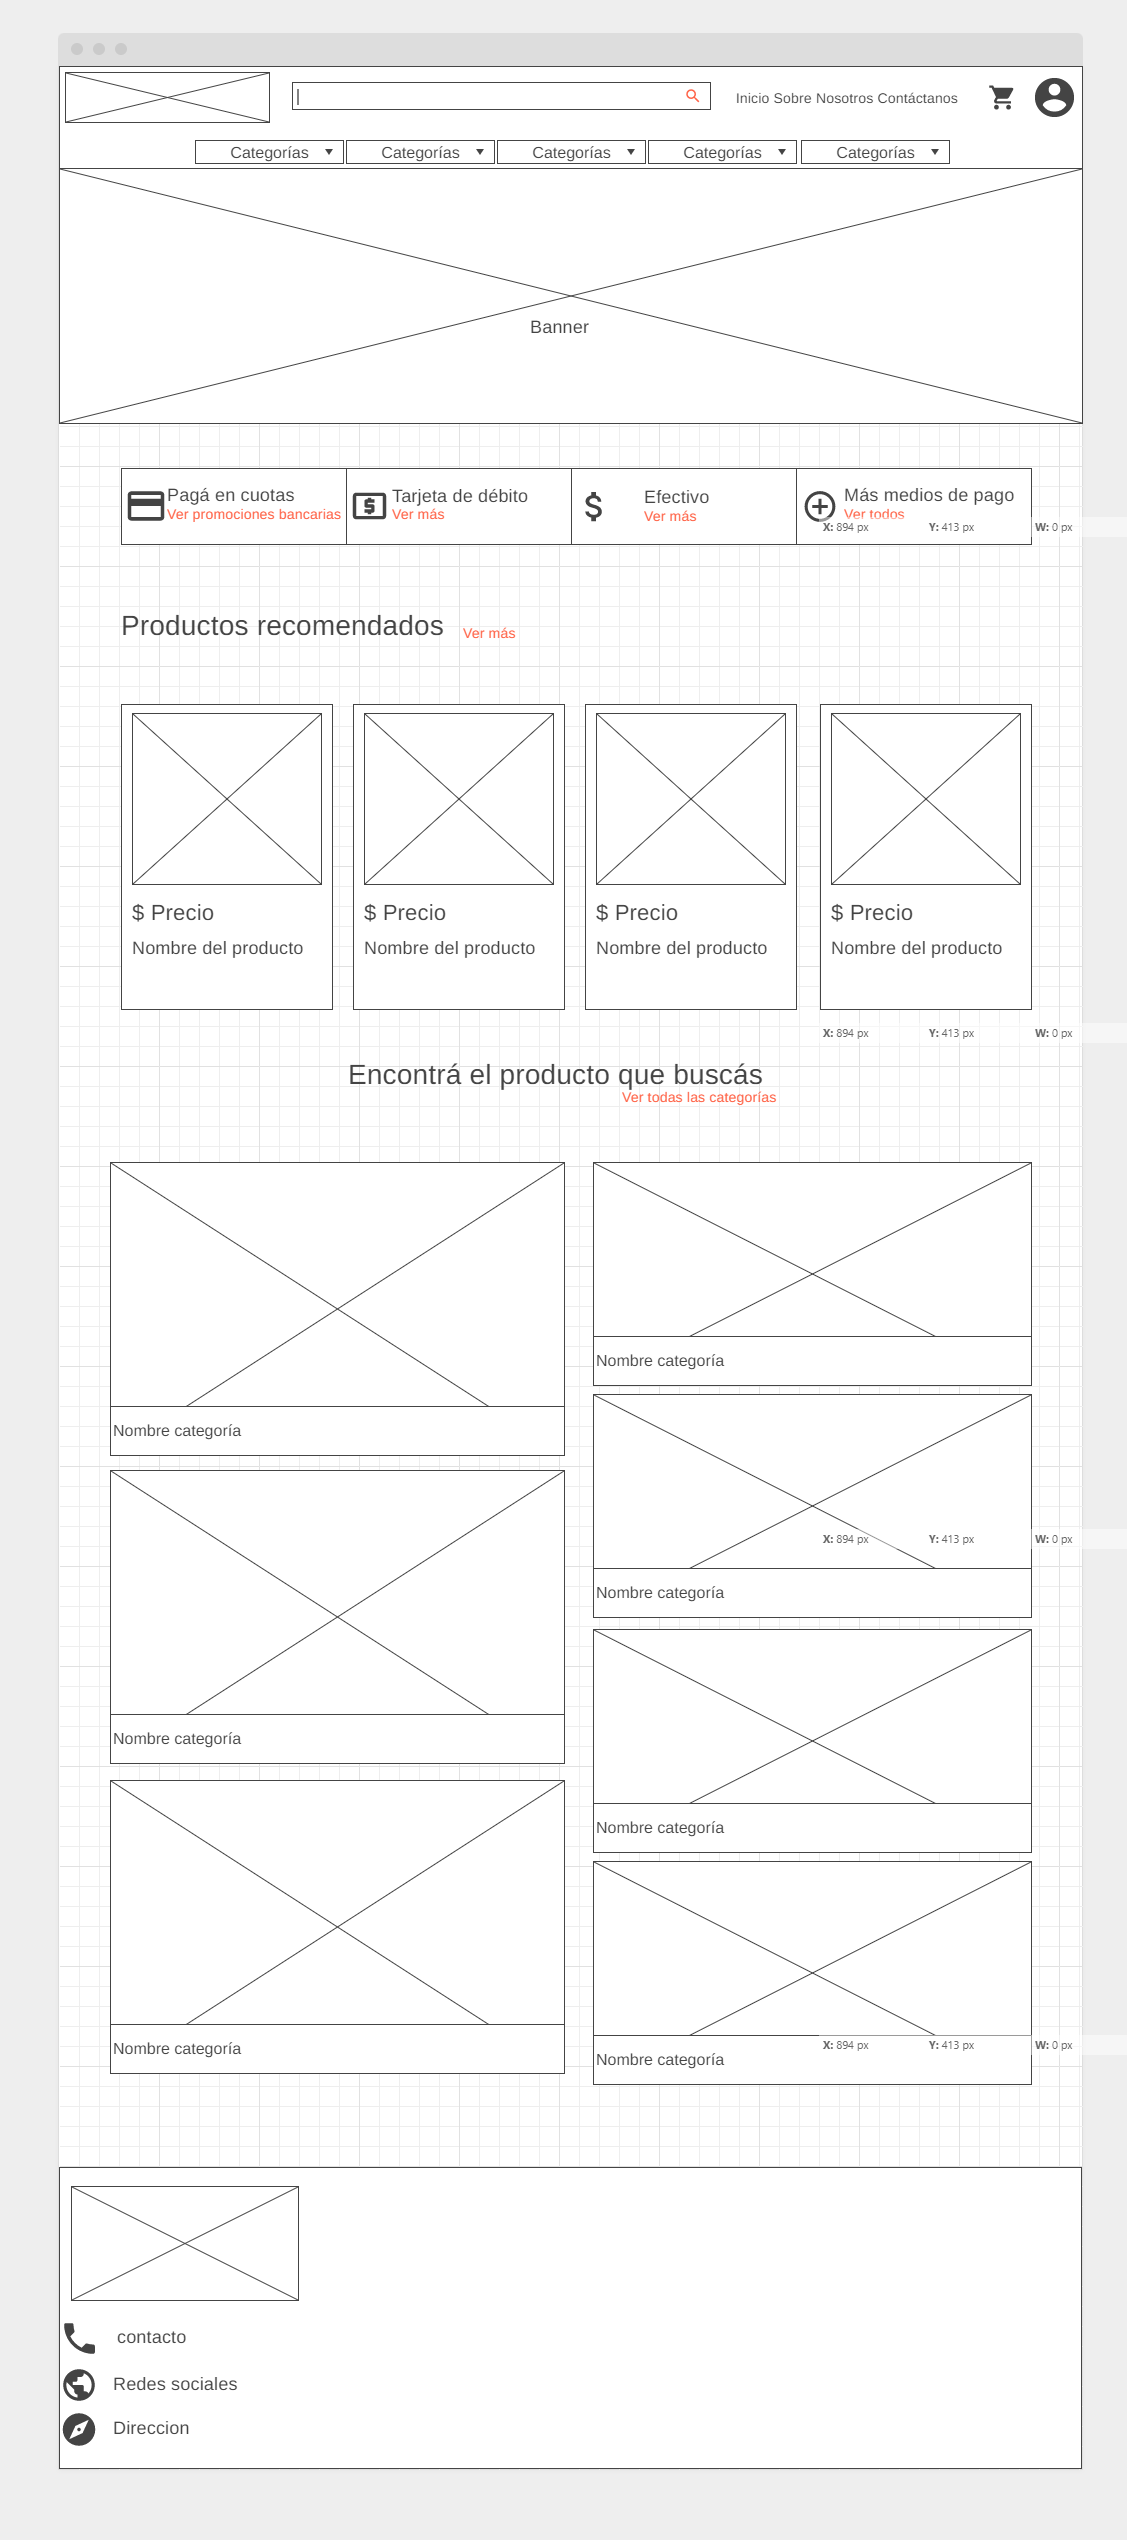 Inicio Sobre Nosotros Contáctanos
Categorías Categorías Categorías Categorías Categorías
Banner
Pagá en cuotas
Ver promociones bancarias
Tarjeta de débito
Ver más
Efectivo
Ver más
Más medios de pago
Ver todos
X: 894 px Y: 413 px W: 0 px
Productos recomendados Ver más
$ Precio $ Precio $ Precio $ Precio
Nombre del producto Nombre del producto Nombre del producto Nombre del producto
X: 894 px Y: 413 px W: 0 px
Encontrá el producto que buscás
Ver todas las categorías
Nombre categoría
Nombre categoría
X: 894 px Y: 413 px W: 0 px
Nombre categoría
Nombre categoría
Nombre categoría
Nombre categoría
X: 894 px Y: 413 px W: 0 px
Nombre categoría
contacto
Redes sociales
Direccion